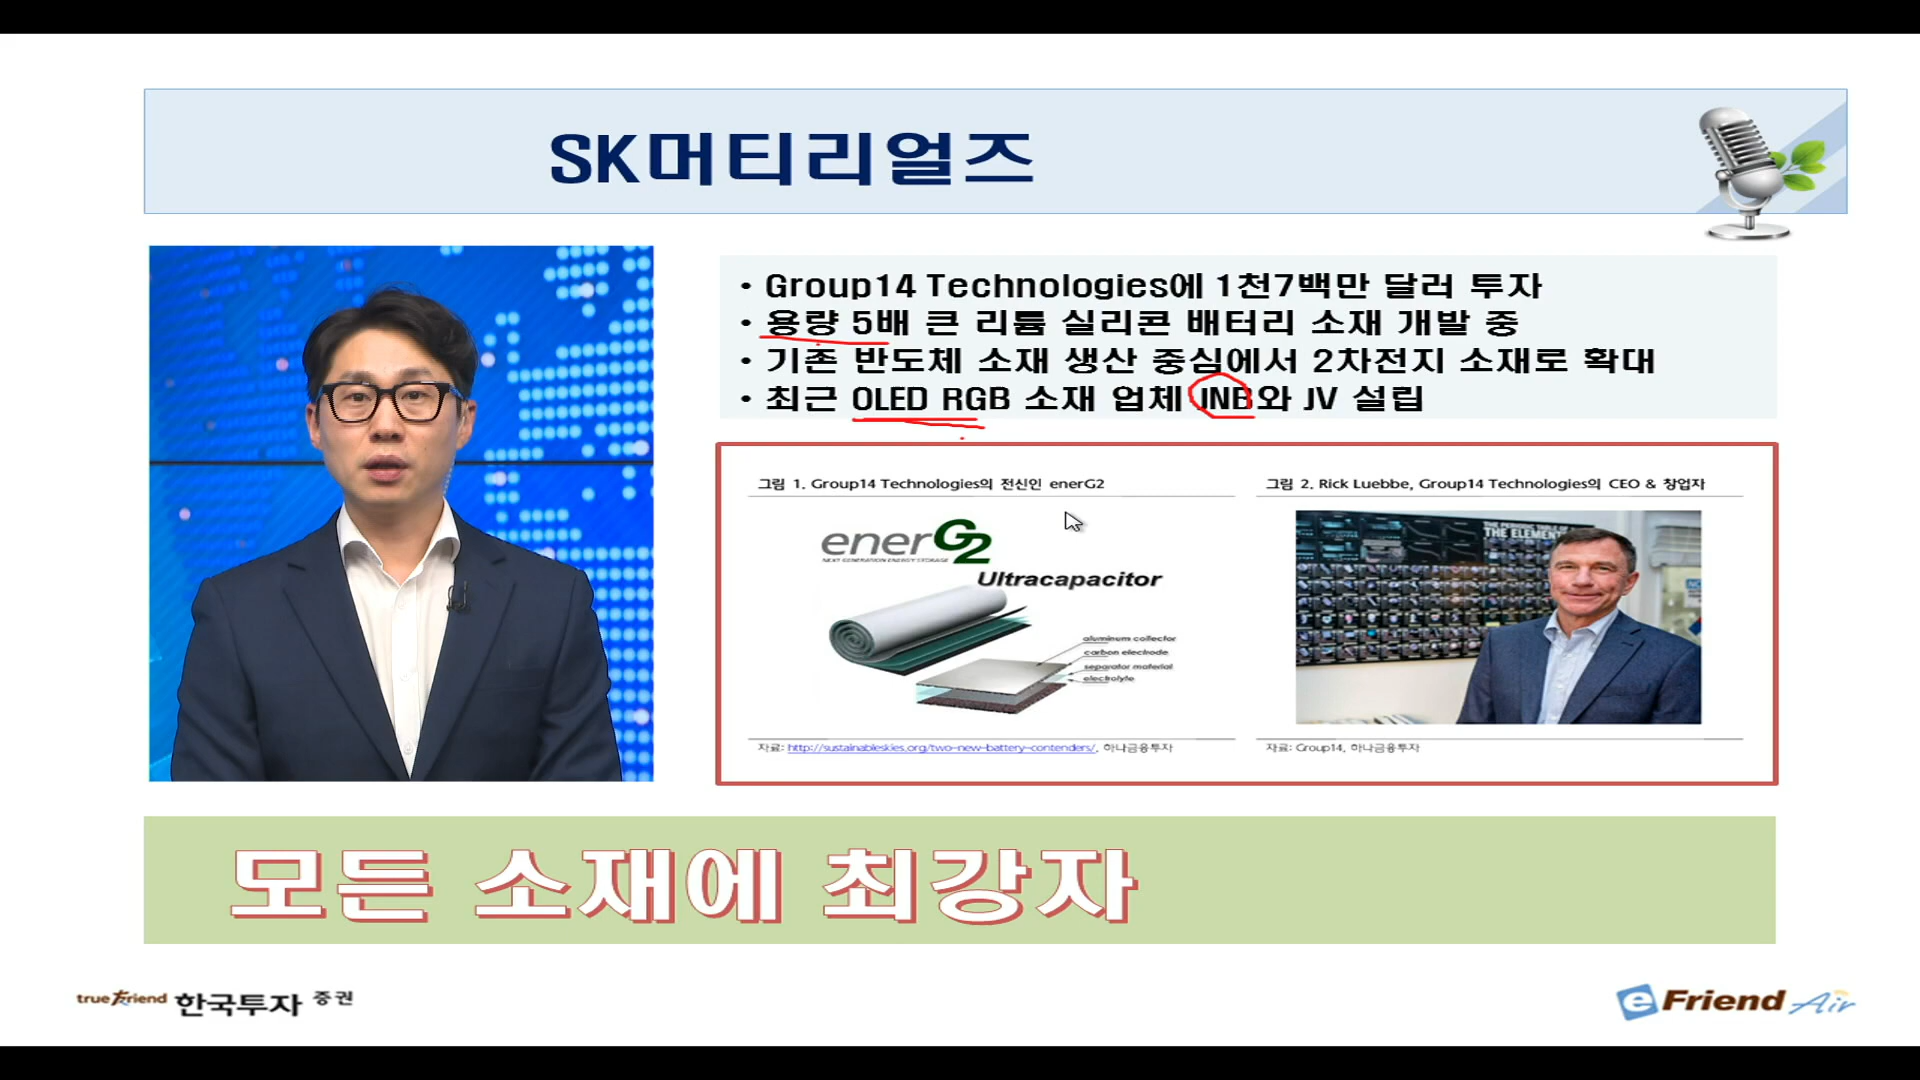 SK머티리얼즈
• Group14 Technologies에 1천7백만 달러 투자
• 용량 5배 큰 리튬 실리콘 배터리 소재 개발 중
• 기존 반도체 소재 생산 중심에서 2차전지 소재로 확대
• 최근 OLED RGB 소재 업체 JNB와 JV 설립
그림 1. Group14 Technologies의 전신인 enerG2
enerG2
NEXT GENERATION ENERGY STORAGE
Ultracapacitor
aluminum collector
carbon electrode
separator material
electrolyte
자료: http://sustainableskies.org/two-new-battery-contenders/, 하나금융투자
그림 2. Rick Luebbe, Group14 Technologies의 CEO & 창업자
THE PERIODIC TABLE OF
THE ELEMENTS
자료: Group14, 하나금융투자
모든 소재에 최강자
true friend 한국투자 증권
eFriend Air